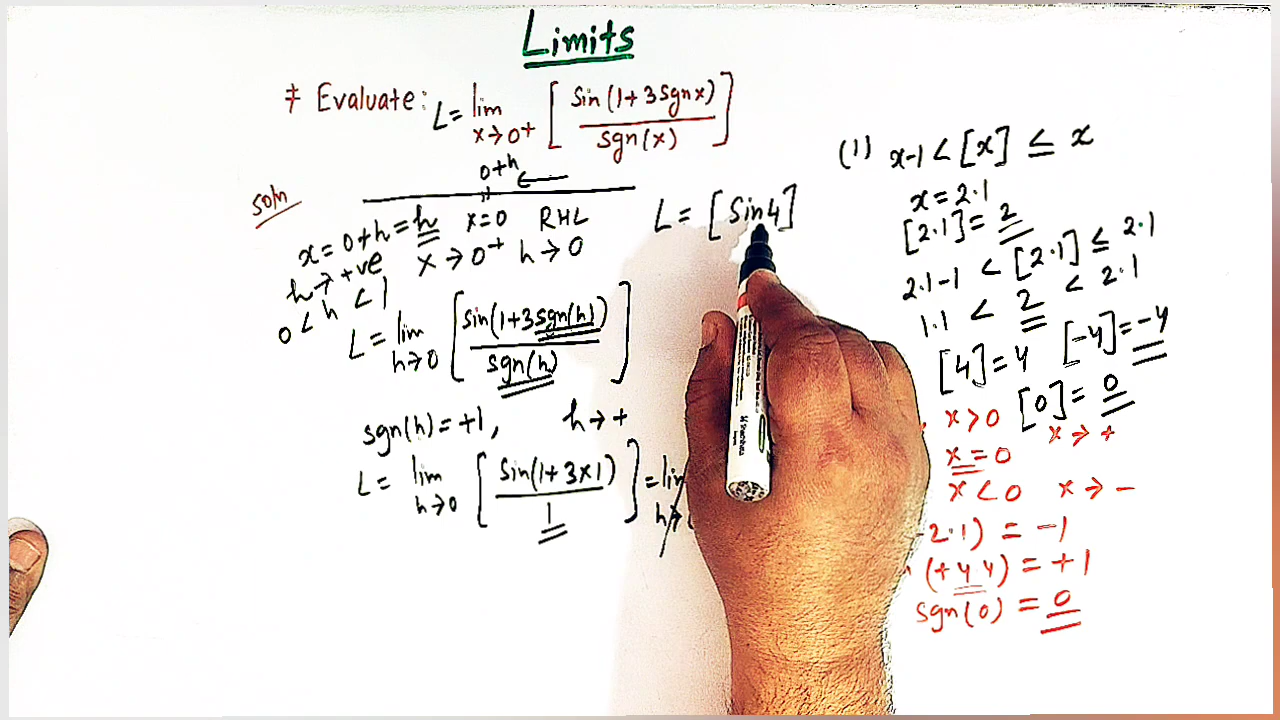 Limits
# Evaluate: L = lim x→0+ [ sin(1+3sgnx) / sgn(x) ]
0+h
Soln
x = 0+h = h
x=0 RHL
h → +ve
x → 0+ h → 0
0 < h < 1
L = lim h→0 [ sin(1+3sgn(h)) / sgn(h) ]
sgn(h) = +1, h → +
L = lim h→0 [ Sin(1+3×1) / 1 ] = lim h→
L = [Sin4]
(1) x-1 < [x] ≤ x
x = 2.1
[2.1] = 2
2.1-1 < [2.1] ≤ 2.1
1.1 < 2 < 2.1
[4] = 4 [-4] = -4
[0] = 0
x > 0 x → +
x = 0
x < 0 x → -
2.1) = -1
(+44) = +1
sgn(0) = 0